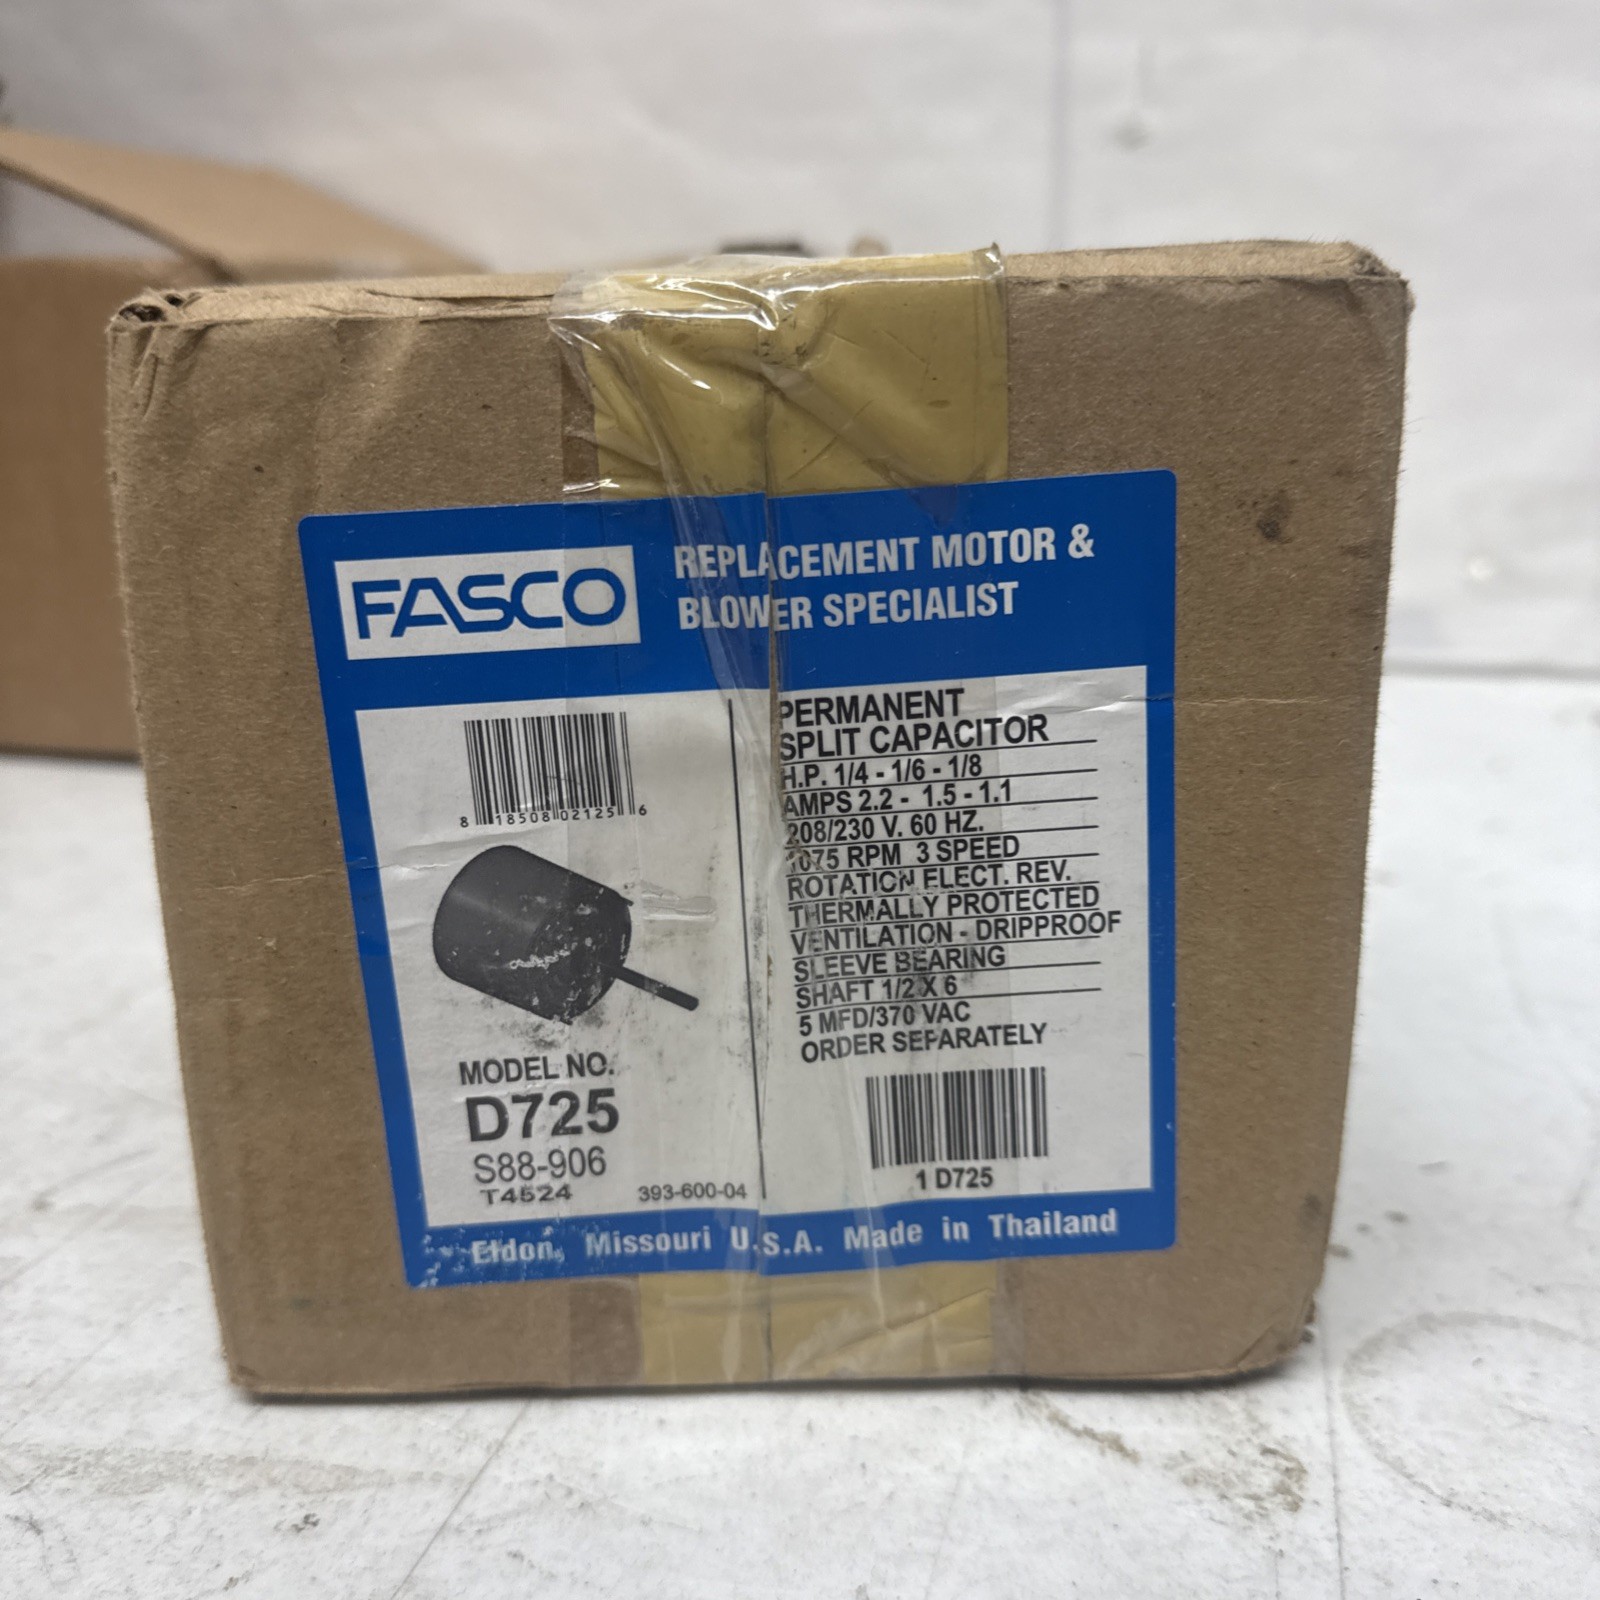 FASCO
REPLACEMENT MOTOR &
BLOWER SPECIALIST
8 18508 02125 6
MODEL NO.
D725
S88-906
T4524
393-600-04
PERMANENT
SPLIT CAPACITOR
H.P. 1/4 - 1/6 - 1/8
AMPS 2.2 - 1.5 - 1.1
208/230 V. 60 HZ.
1075 RPM 3 SPEED
ROTATION ELECT. REV.
THERMALLY PROTECTED
VENTILATION - DRIPPROOF
SLEEVE BEARING
SHAFT 1/2 X 6
5 MFD/370 VAC
ORDER SEPARATELY
1 D725
Eldon, Missouri U.S.A. Made in Thailand